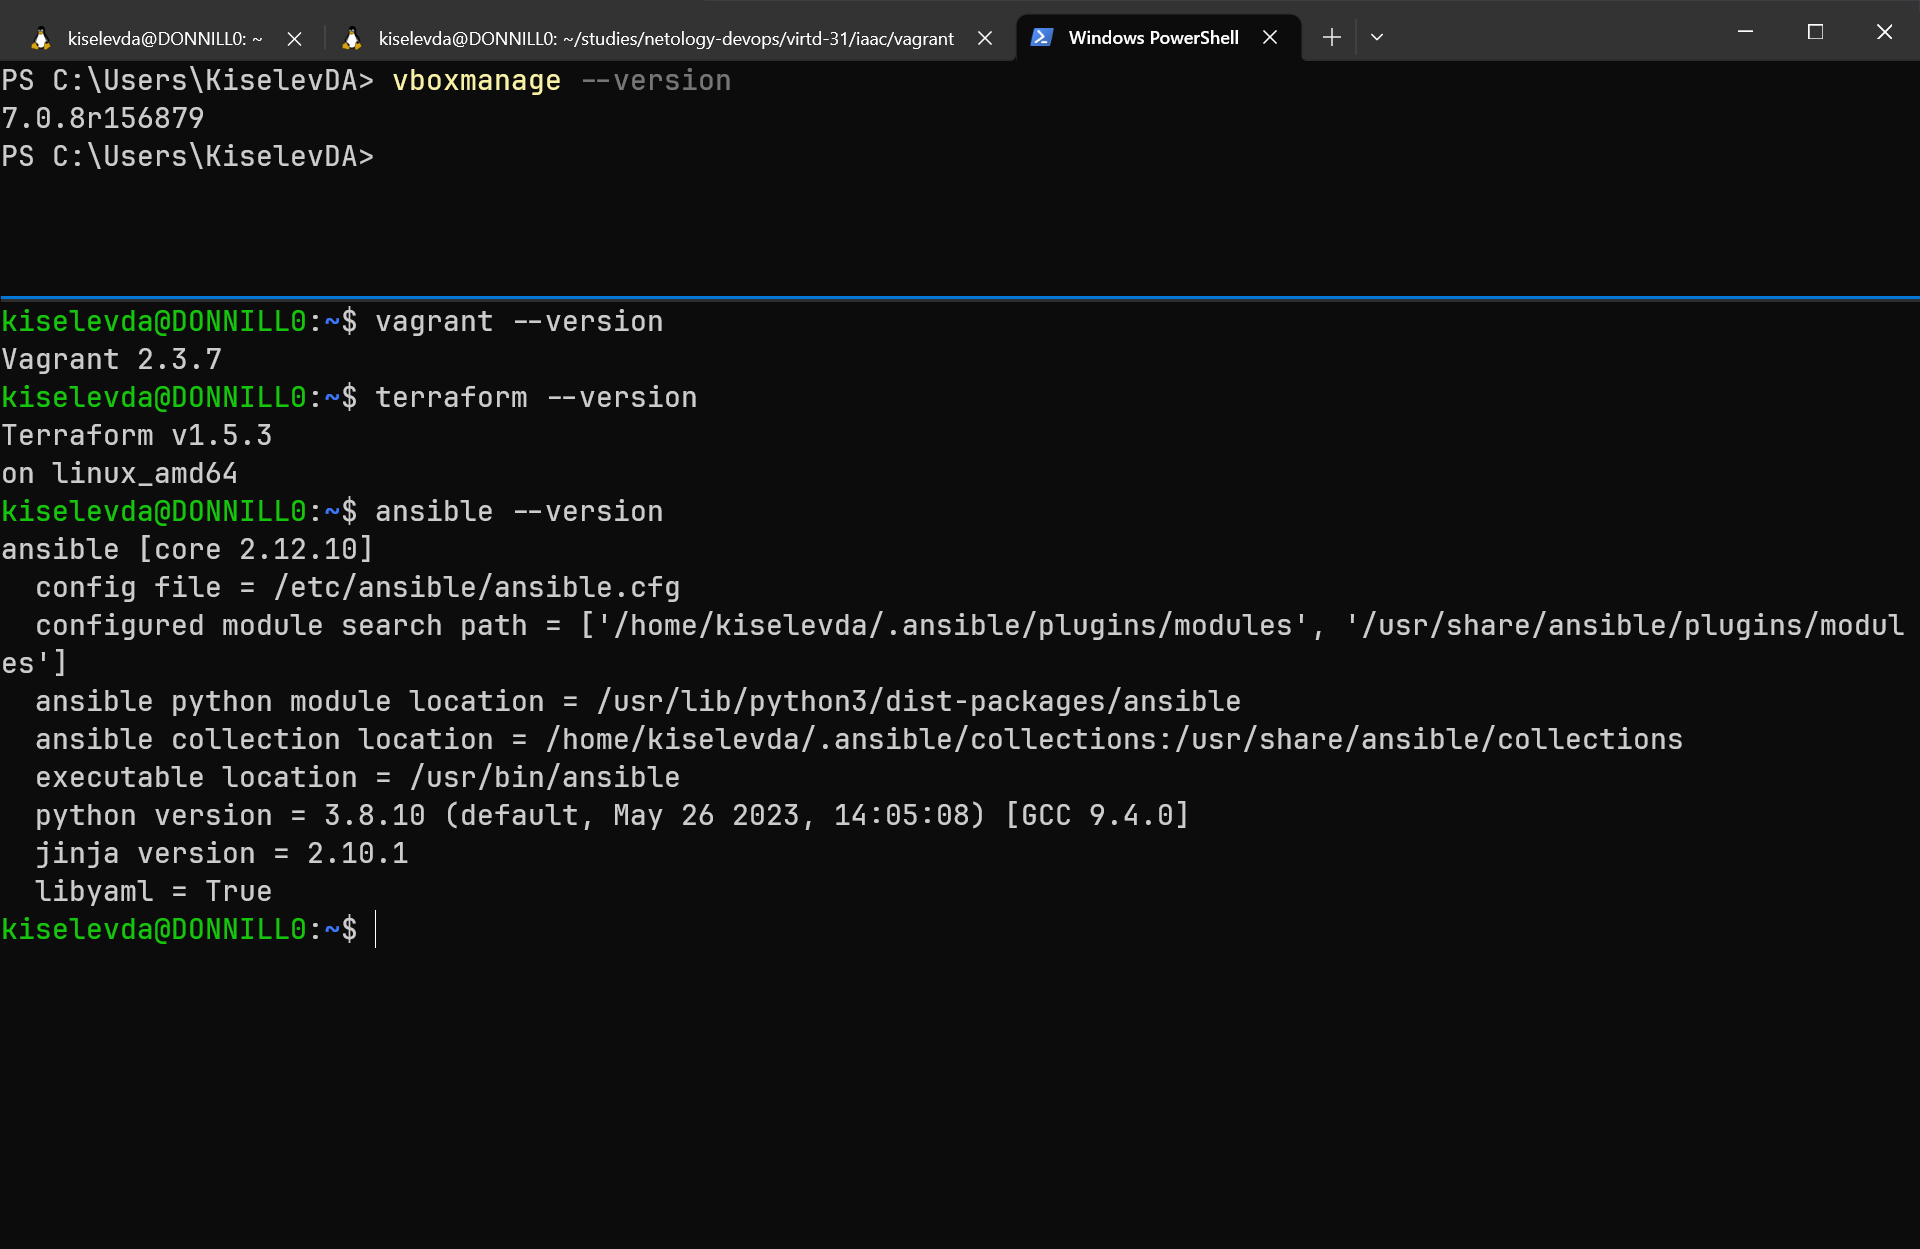 kiselevda@DONNILL0: ~
kiselevda@DONNILL0: ~/studies/netology-devops/virtd-31/iaac/vagrant
Windows PowerShell
PS C:\Users\KiselevDA> vboxmanage --version
7.0.8r156879
PS C:\Users\KiselevDA>
kiselevda@DONNILL0:~$ vagrant --version
Vagrant 2.3.7
kiselevda@DONNILL0:~$ terraform --version
Terraform v1.5.3
on linux_amd64
kiselevda@DONNILL0:~$ ansible --version
ansible [core 2.12.10]
  config file = /etc/ansible/ansible.cfg
  configured module search path = ['/home/kiselevda/.ansible/plugins/modules', '/usr/share/ansible/plugins/modul
es']
  ansible python module location = /usr/lib/python3/dist-packages/ansible
  ansible collection location = /home/kiselevda/.ansible/collections:/usr/share/ansible/collections
  executable location = /usr/bin/ansible
  python version = 3.8.10 (default, May 26 2023, 14:05:08) [GCC 9.4.0]
  jinja version = 2.10.1
  libyaml = True
kiselevda@DONNILL0:~$